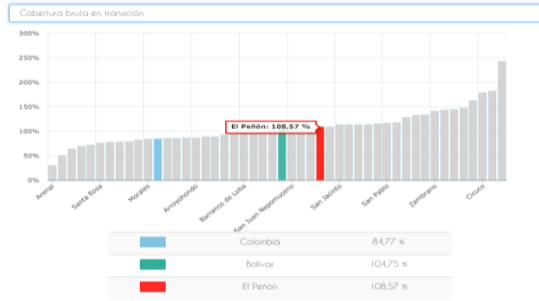 Cobertura bruta en transición
300%
250%
200%
150%
100%
50%
0%
El Peñón: 108,57 %
Arenal
Santa Rosa
Morales
Arroyohondo
Barranco de Loba
San Juan Nepomuceno
San Jacinto
San Pablo
Zambrano
Cicuco
Colombia 84,77 %
Bolívar 104,75 %
El Peñón 108,57 %